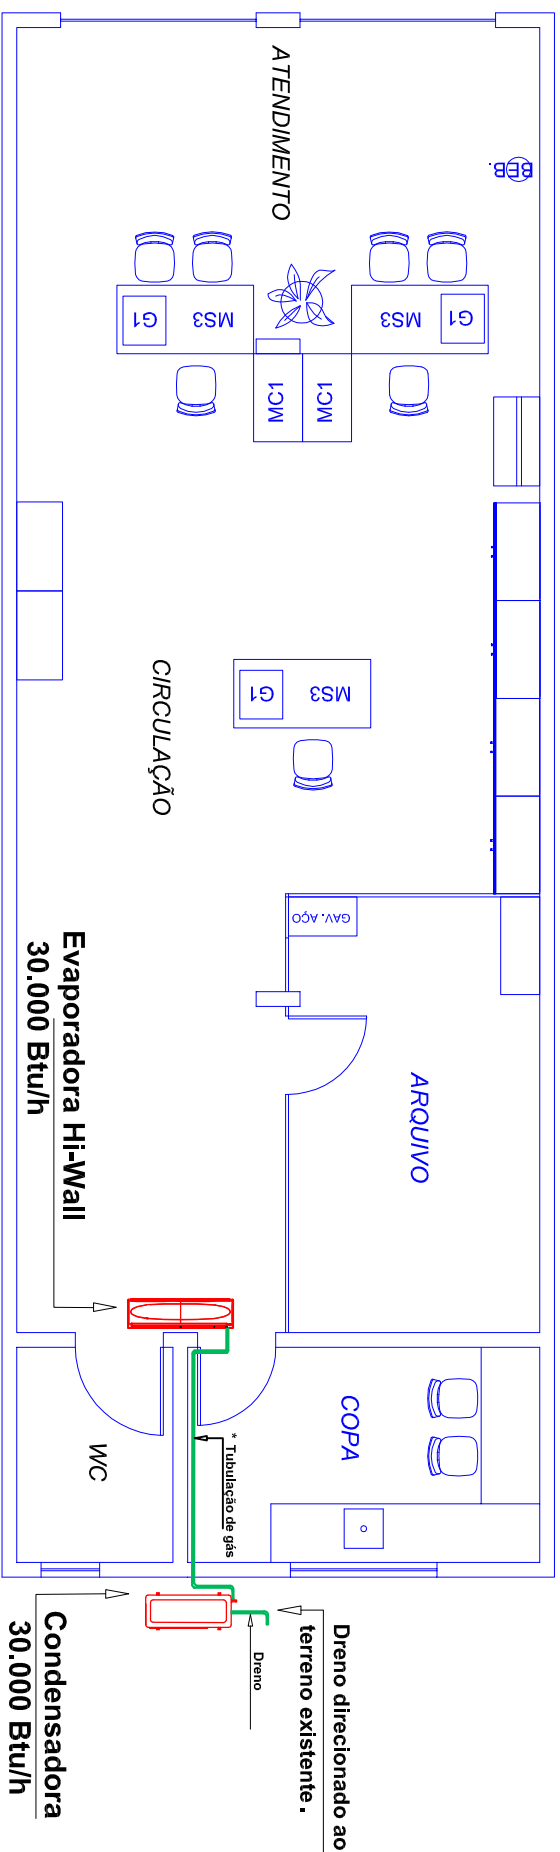 ATENDIMENTO
BEB.
G1
MS3
MS3
G1
MC1
MC1
CIRCULAÇÃO
G1
MS3
GAV. AÇO
ARQUIVO
Evaporadora Hi-Wall
30.000 Btu/h
COPA
WC
* Tubulação de gás
Dreno
Dreno direcionado ao
terreno existente.
Condensadora
30.000 Btu/h